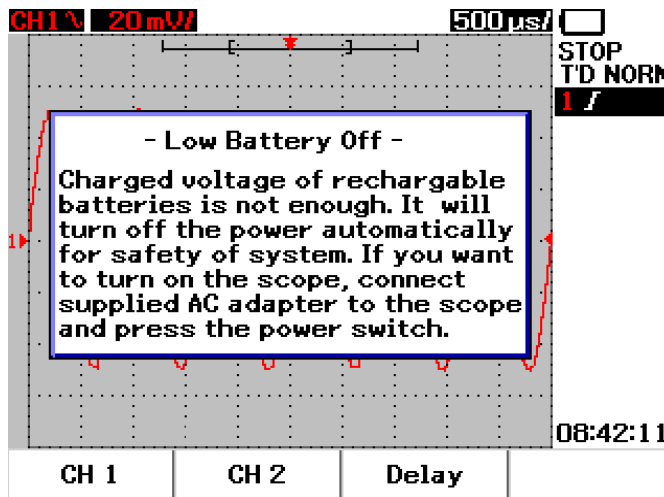 CH1 20mV/ 500µs/
STOP
T'D NORM
1
- Low Battery Off -
Charged voltage of rechargable
batteries is not enough. It will
turn off the power automatically
for safety of system. If you want
to turn on the scope, connect
supplied AC adapter to the scope
and press the power switch.
1
08:42:11
CH 1 CH 2 Delay